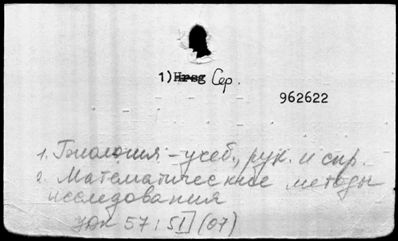 1) Нrеg Сер.
962622
1. Биология - учеб., рук. и спр.
2. Математические методы
исследования
УДК 57:51 (07)